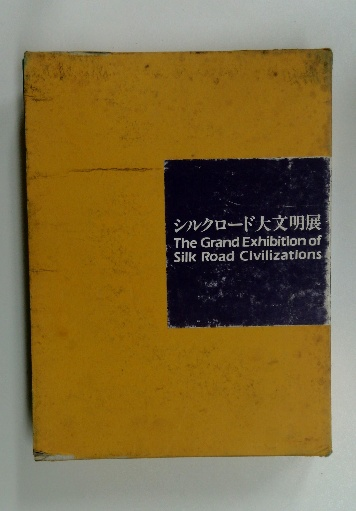 シルクロード大文明展
The Grand Exhibition of
Silk Road Civilizations